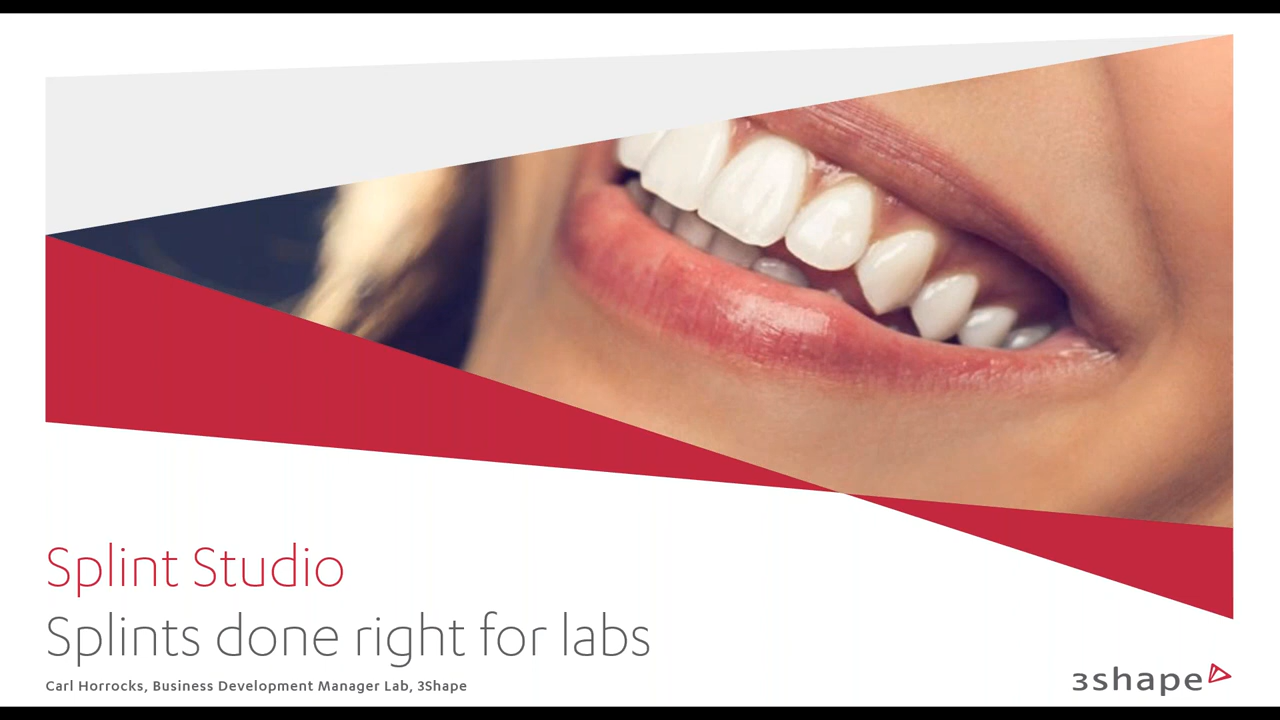 Splint Studio
Splints done right for labs
Carl Horrocks, Business Development Manager Lab, 3Shape
3shape